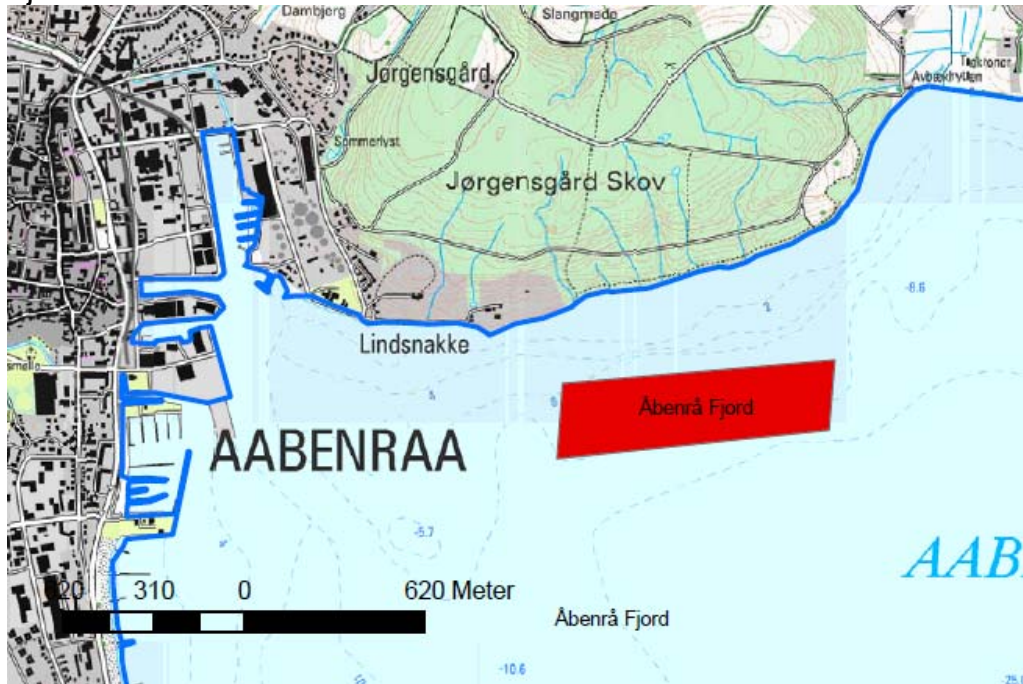 Dambjerg
Slangmade
Jørgensgård
Sommerlyst
Jørgensgård Skov
-8.6
2
Lindsnakke
Åbenrå Fjord
AABENRAA
-5.7
AAB
620 310 0 620 Meter
Åbenrå Fjord
-10.6